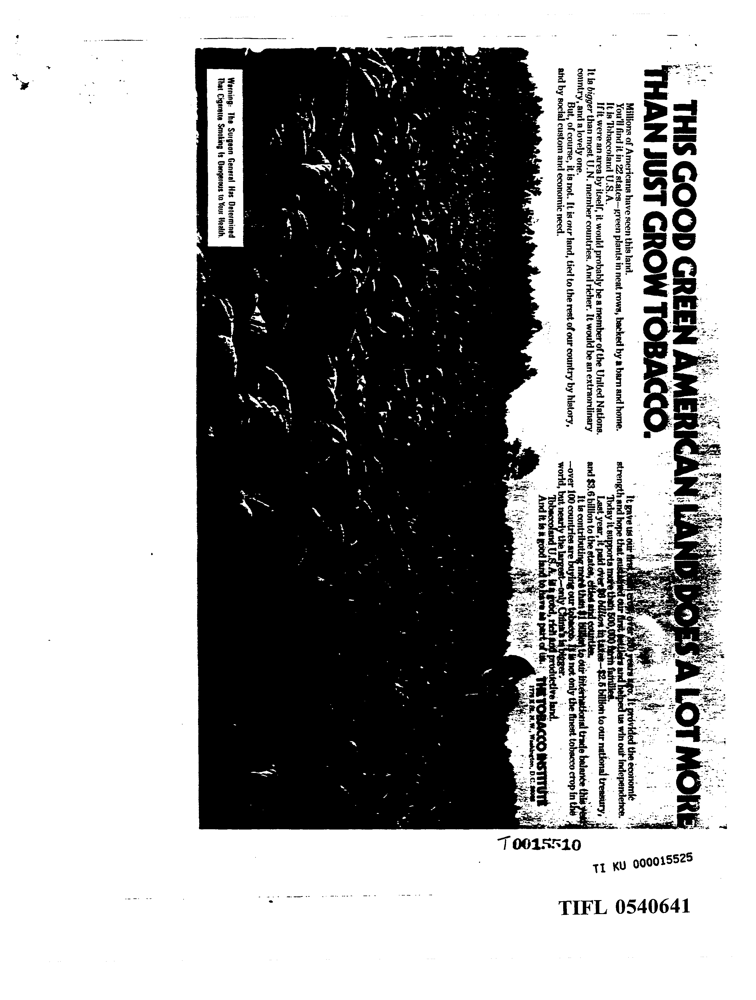 THIS GOOD GREEN AMERICAN LAND DOES A LOT MORE
THAN JUST GROW TOBACCO.
Millions of Americans have seen this land.
You'll find it in 22 states—green plants in neat rows, backed by a barn and home.
It is Tobaccoland U.S.A.
If it were an area by itself, it would probably be a member of the United Nations.
It is bigger than most U.N. member countries. And richer. It would be an extraordinary
country, and a lovely one.
But, of course, it is not. It is our land, tied to the rest of our country by history,
and by social custom and economic need.
It gave us our first crop over years ago. It provided the economic
strength and hope that sustained our first settlers and helped us win our independence.
Today it supports more than 500,000 farm families.
Last year, it paid over billion in taxes—$2.5 billion to our national treasury,
and $3.6 billion to the states, cities and counties.
It is contributing more than $1 billion to our international trade balance this year
—over 100 countries are buying our tobacco. It is not only the finest tobacco crop in the
world, but nearly the largest—only China's is bigger.
Tobaccoland U.S.A. is a good, rich and productive land.
And it is a good land to have as part of us.
THE TOBACCO INSTITUTE
1776 K St., N.W., Washington, D.C.
Warning: The Surgeon General Has Determined
That Cigarette Smoking Is Dangerous to Your Health.
T0015510
TI KU 000015525
TIFL 0540641